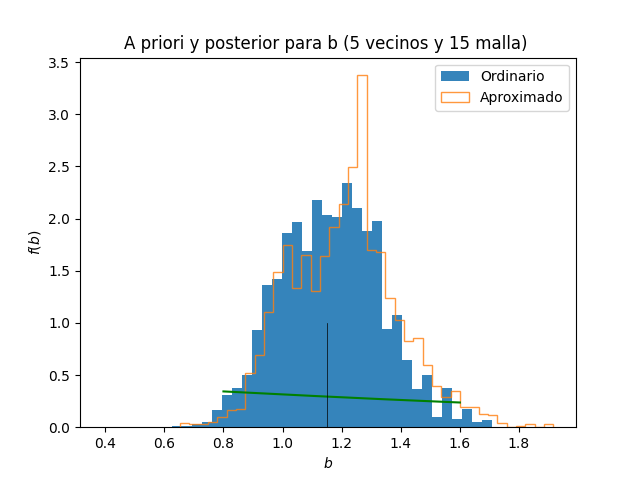 A priori y posterior para b (5 vecinos y 15 malla)
Ordinario
Aproximado
3.5
3.0
2.5
2.0
1.5
1.0
0.5
0.0
f(b)
0.4 0.6 0.8 1.0 1.2 1.4 1.6 1.8
b